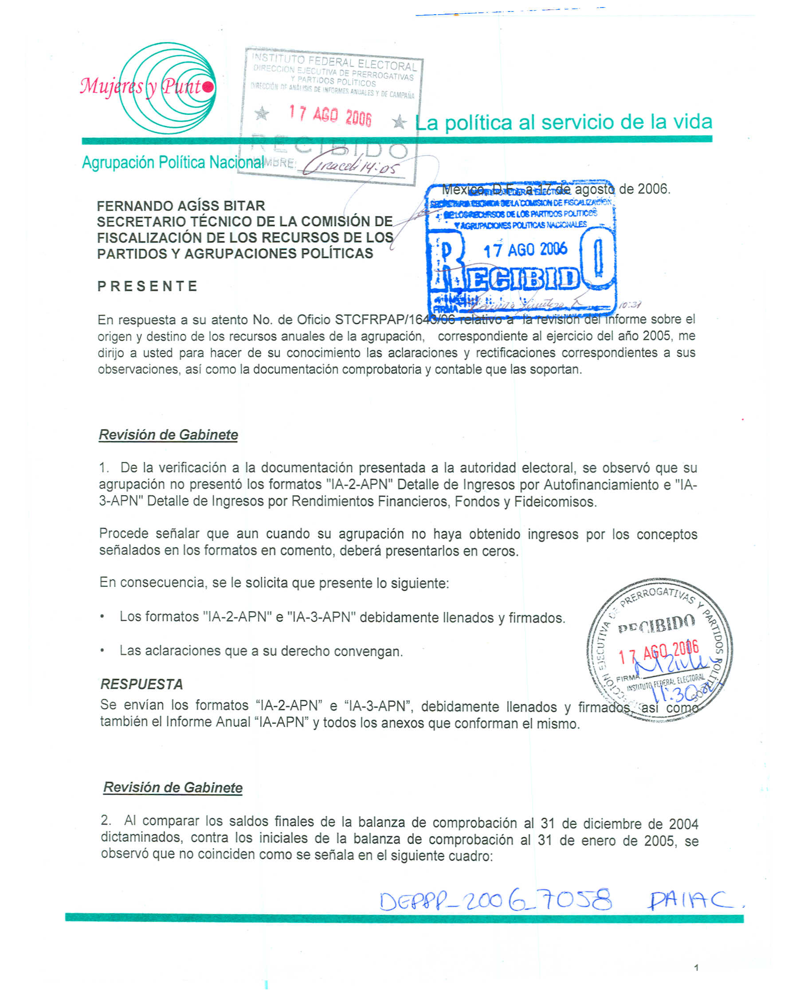 Mujeres y Punto
INSTITUTO FEDERAL ELECTORAL
DIRECCIÓN EJECUTIVA DE PRERROGATIVAS
Y PARTIDOS POLÍTICOS
DIRECCIÓN DE ANÁLISIS DE INFORMES ANUALES Y DE CAMPAÑA
17 AGO 2006
RECIBIDO
NOMBRE: Araceli 14:05
La política al servicio de la vida
Agrupación Política Nacional
México, D.F., a 17 de agosto de 2006.
SECRETARIA TECNICA DE LA COMISION DE FISCALIZACION
DE LOS RECURSOS DE LOS PARTIDOS POLITICOS
Y AGRUPACIONES POLITICAS NACIONALES
17 AGO 2006
RECIBIDO
FIRMA
10:37
FERNANDO AGÍSS BITAR
SECRETARIO TÉCNICO DE LA COMISIÓN DE
FISCALIZACIÓN DE LOS RECURSOS DE LOS
PARTIDOS Y AGRUPACIONES POLÍTICAS
PRESENTE
En respuesta a su atento No. de Oficio STCFRPAP/1643/06 relativo a la revisión del informe sobre el
origen y destino de los recursos anuales de la agrupación, correspondiente al ejercicio del año 2005, me
dirijo a usted para hacer de su conocimiento las aclaraciones y rectificaciones correspondientes a sus
observaciones, así como la documentación comprobatoria y contable que las soportan.
Revisión de Gabinete
1. De la verificación a la documentación presentada a la autoridad electoral, se observó que su
agrupación no presentó los formatos "IA-2-APN" Detalle de Ingresos por Autofinanciamiento e "IA-
3-APN" Detalle de Ingresos por Rendimientos Financieros, Fondos y Fideicomisos.
Procede señalar que aun cuando su agrupación no haya obtenido ingresos por los conceptos
señalados en los formatos en comento, deberá presentarlos en ceros.
En consecuencia, se le solicita que presente lo siguiente:
• Los formatos "IA-2-APN" e "IA-3-APN" debidamente llenados y firmados.
• Las aclaraciones que a su derecho convengan.
DIRECCIÓN EJECUTIVA DE PRERROGATIVAS Y PARTIDOS POLÍTICOS
RECIBIDO
17 AGO 2006
FIRMA
INSTITUTO FEDERAL ELECTORAL
11:30
RESPUESTA
Se envían los formatos “IA-2-APN” e “IA-3-APN”, debidamente llenados y firmados, así como
también el Informe Anual “IA-APN” y todos los anexos que conforman el mismo.
Revisión de Gabinete
2. Al comparar los saldos finales de la balanza de comprobación al 31 de diciembre de 2004
dictaminados, contra los iniciales de la balanza de comprobación al 31 de enero de 2005, se
observó que no coinciden como se señala en el siguiente cuadro:
DEPPP_2006_7058 DAIAC.
1